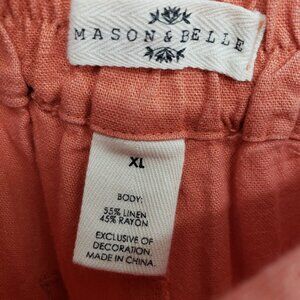 MASON & BELLE
XL
BODY:
55% LINEN
45% RAYON
EXCLUSIVE OF
DECORATION
MADE IN CHINA